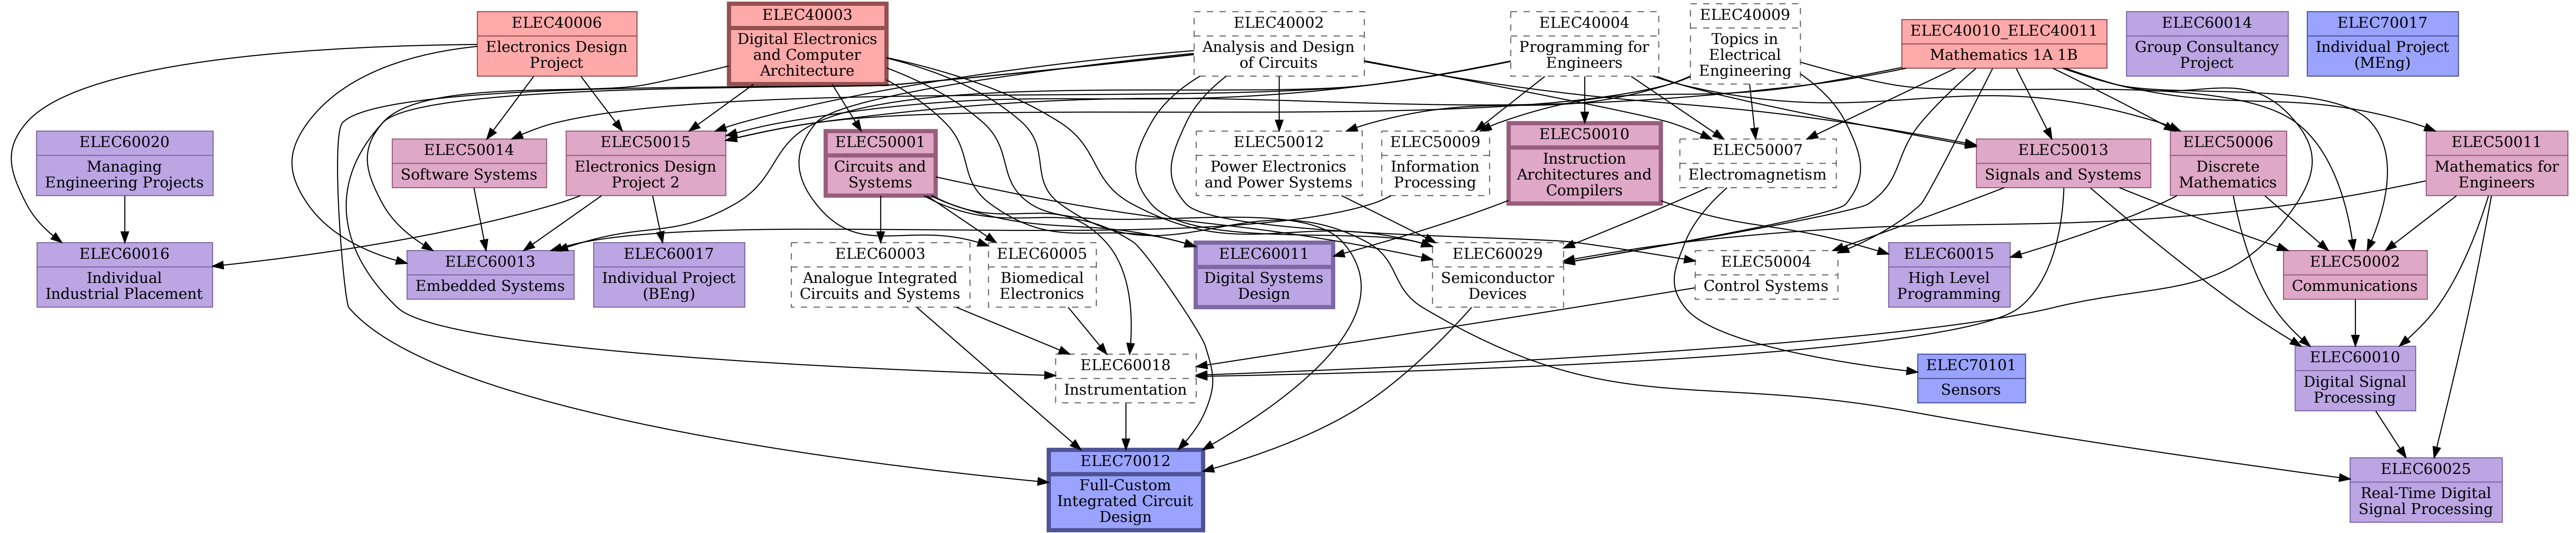 ELEC40006
Electronics Design
Project
ELEC40003
Digital Electronics
and Computer
Architecture
ELEC40002
Analysis and Design
of Circuits
ELEC40004
Programming for
Engineers
ELEC40009
Topics in
Electrical
Engineering
ELEC40010_ELEC40011
Mathematics 1A 1B
ELEC60014
Group Consultancy
Project
ELEC70017
Individual Project
(MEng)
ELEC60020
Managing
Engineering Projects
ELEC50014
Software Systems
ELEC50015
Electronics Design
Project 2
ELEC50001
Circuits and
Systems
ELEC50012
Power Electronics
and Power Systems
ELEC50009
Information
Processing
ELEC50010
Instruction
Architectures and
Compilers
ELEC50007
Electromagnetism
ELEC50013
Signals and Systems
ELEC50006
Discrete
Mathematics
ELEC50011
Mathematics for
Engineers
ELEC60016
Individual
Industrial Placement
ELEC60013
Embedded Systems
ELEC60017
Individual Project
(BEng)
ELEC60003
Analogue Integrated
Circuits and Systems
ELEC60005
Biomedical
Electronics
ELEC60011
Digital Systems
Design
ELEC60029
Semiconductor
Devices
ELEC50004
Control Systems
ELEC60015
High Level
Programming
ELEC50002
Communications
ELEC60018
Instrumentation
ELEC70101
Sensors
ELEC60010
Digital Signal
Processing
ELEC70012
Full-Custom
Integrated Circuit
Design
ELEC60025
Real-Time Digital
Signal Processing